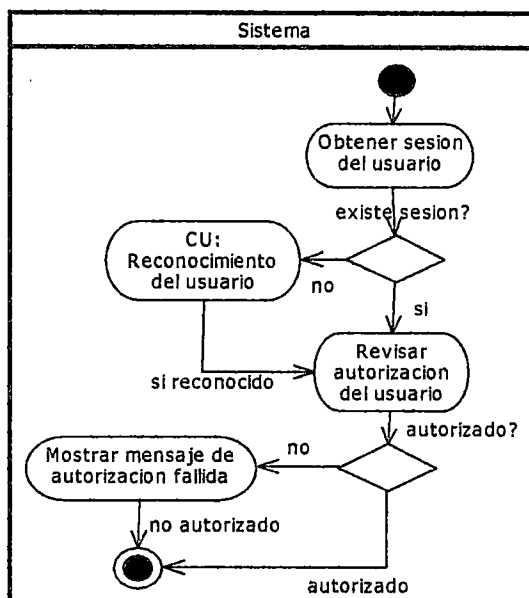 Sistema
Obtener sesion
del usuario
existe sesion?
CU:
Reconocimiento
del usuario
no
si
Revisar
autorizacion
del usuario
si reconocido
autorizado?
no
Mostrar mensaje de
autorizacion fallida
no autorizado
autorizado